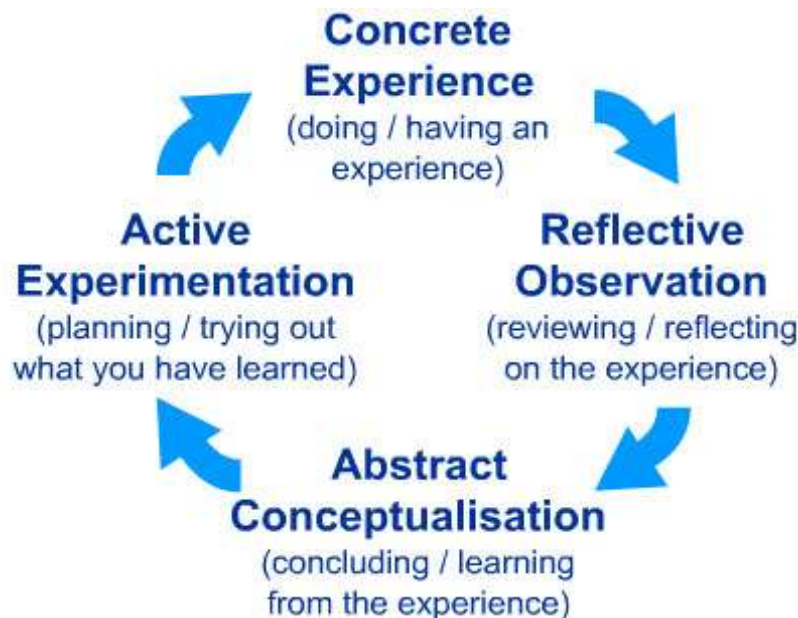 Concrete
Experience
(doing / having an
experience)
Reflective
Observation
(reviewing / reflecting
on the experience)
Abstract
Conceptualisation
(concluding / learning
from the experience)
Active
Experimentation
(planning / trying out
what you have learned)